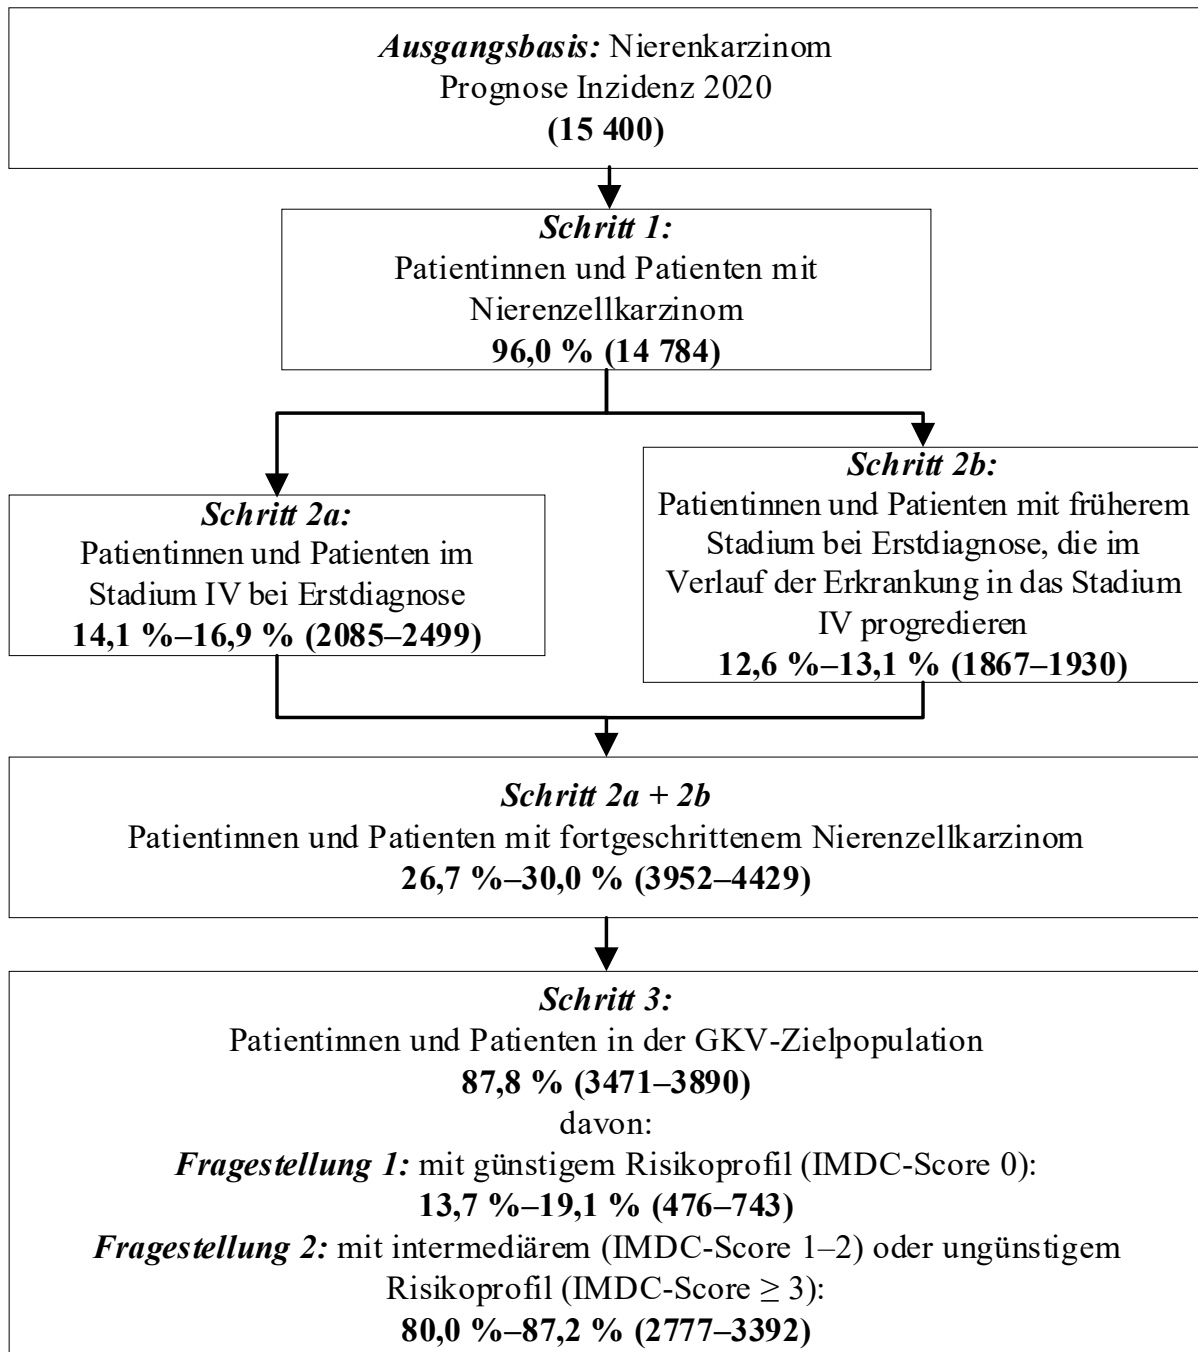 Ausgangsbasis: Nierenkarzinom
Prognose Inzidenz 2020
(15 400)
Schritt 1:
Patientinnen und Patienten mit
Nierenzellkarzinom
96,0 % (14 784)
Schritt 2a:
Patientinnen und Patienten im
Stadium IV bei Erstdiagnose
14,1 %–16,9 % (2085–2499)
Schritt 2b:
Patientinnen und Patienten mit früherem
Stadium bei Erstdiagnose, die im
Verlauf der Erkrankung in das Stadium
IV progredieren
12,6 %–13,1 % (1867–1930)
Schritt 2a + 2b
Patientinnen und Patienten mit fortgeschrittenem Nierenzellkarzinom
26,7 %–30,0 % (3952–4429)
Schritt 3:
Patientinnen und Patienten in der GKV-Zielpopulation
87,8 % (3471–3890)
davon:
Fragestellung 1: mit günstigem Risikoprofil (IMDC-Score 0):
13,7 %–19,1 % (476–743)
Fragestellung 2: mit intermediärem (IMDC-Score 1–2) oder ungünstigem
Risikoprofil (IMDC-Score ≥ 3):
80,0 %–87,2 % (2777–3392)